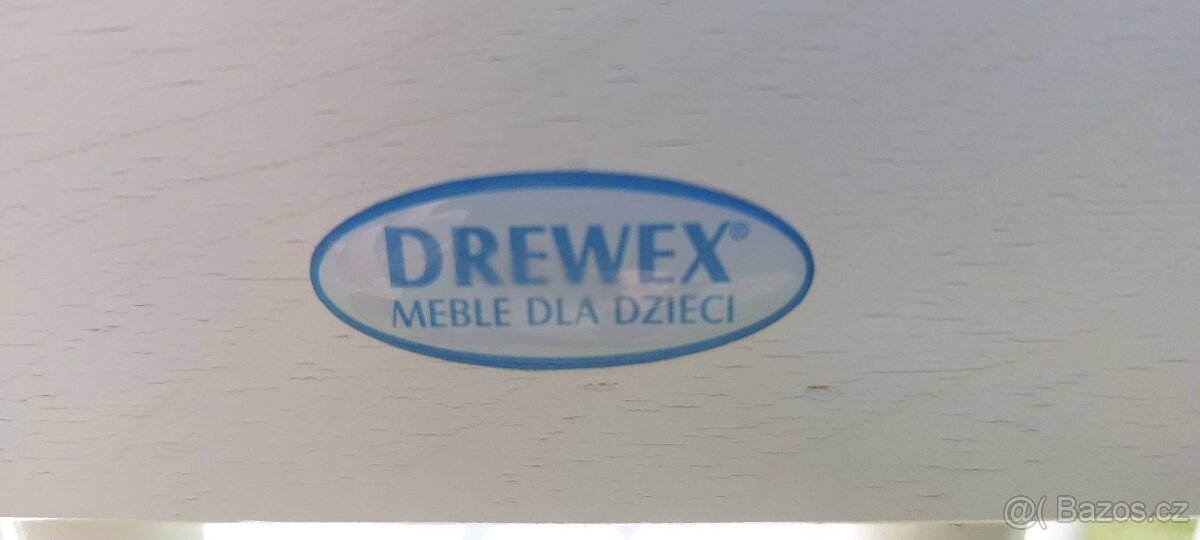 DREWEX®
MEBLE DLA DZIECI
@( Bazos.cz